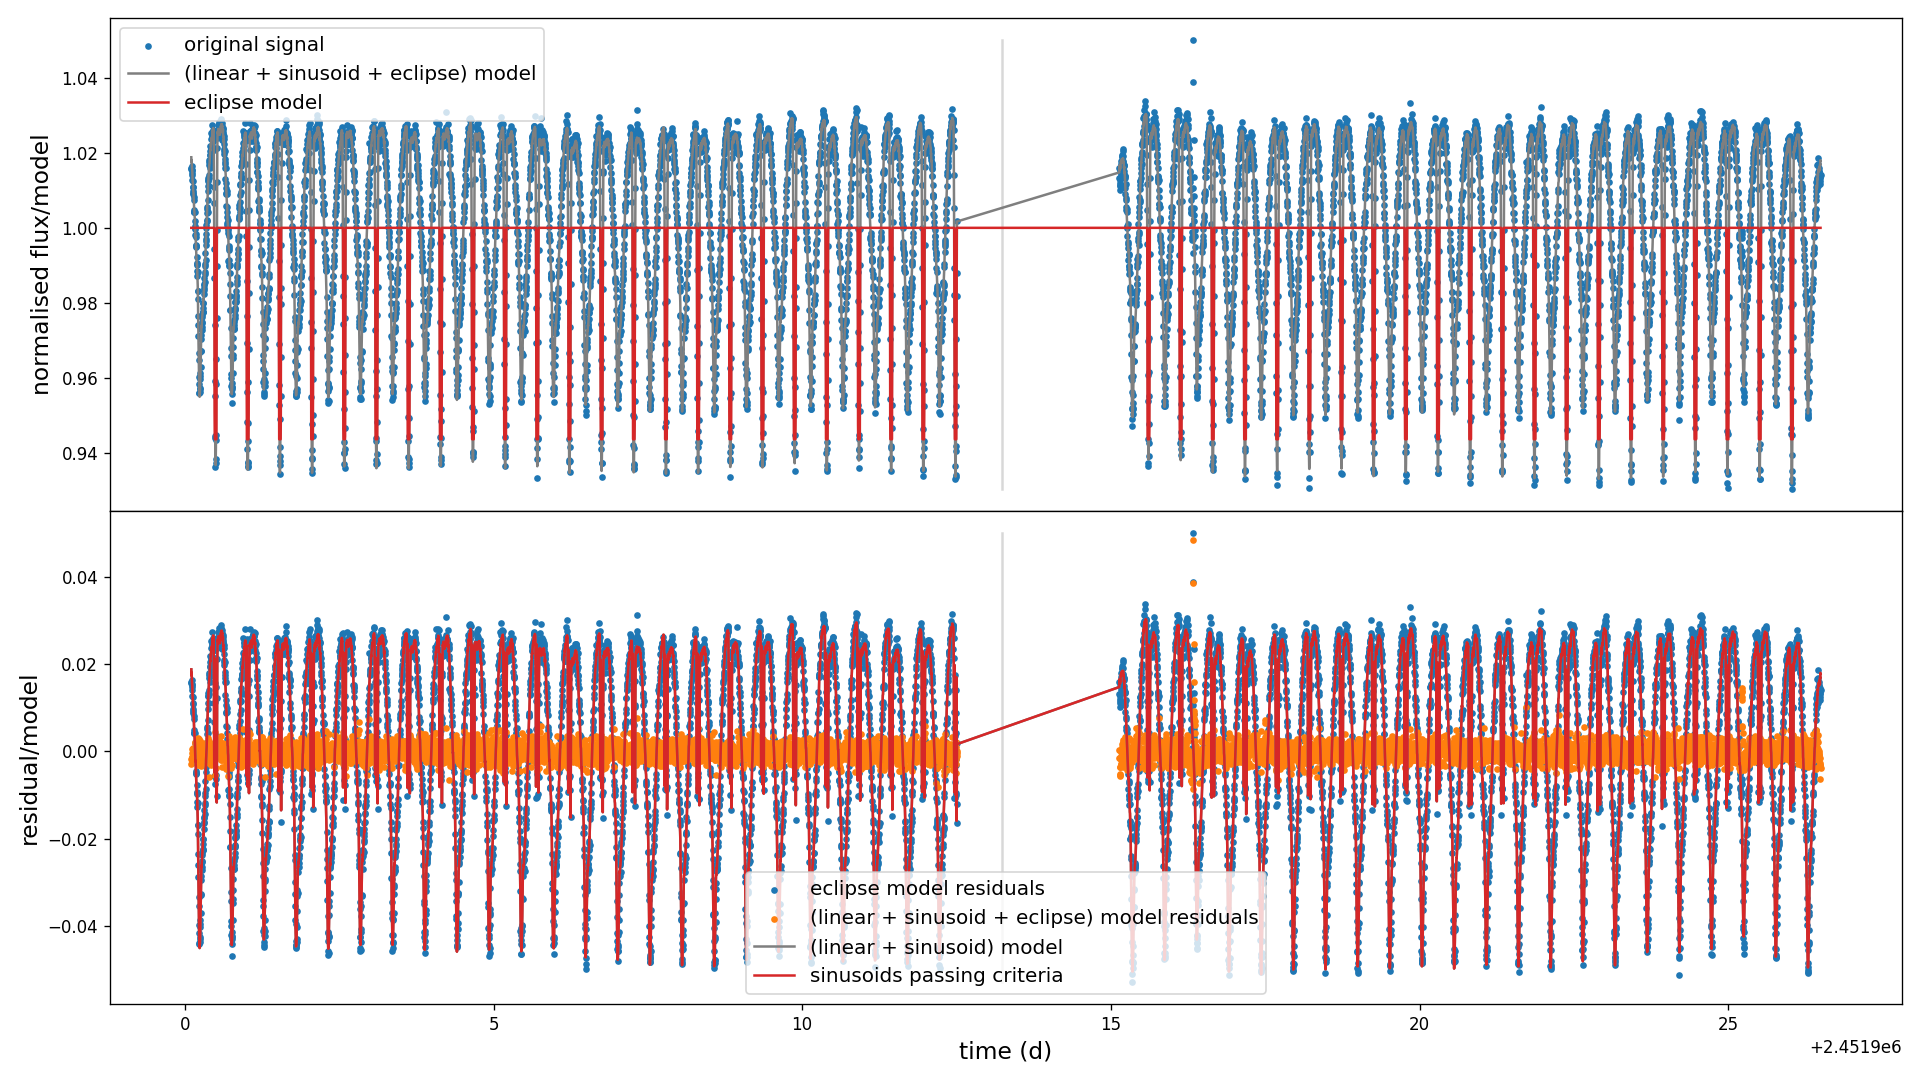 original signal
(linear + sinusoid + eclipse) model
eclipse model
normalised flux/model
1.04
1.02
1.00
0.98
0.96
0.94
eclipse model residuals
(linear + sinusoid + eclipse) model residuals
(linear + sinusoid) model
sinusoids passing criteria
residual/model
0.04
0.02
0.00
−0.02
−0.04
0
5
10
15
20
25
time (d)
+2.4519e6